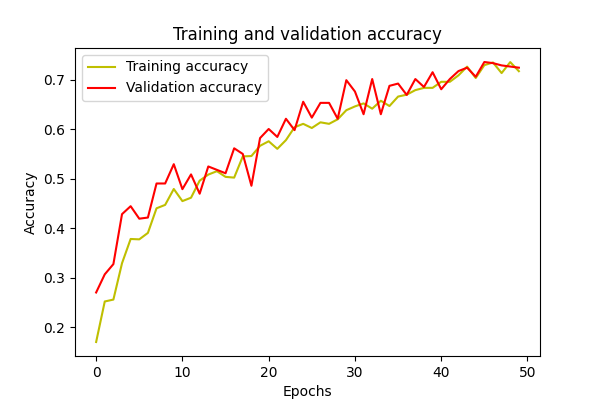 Training and validation accuracy
Training accuracy
Validation accuracy
Accuracy
0.7
0.6
0.5
0.4
0.3
0.2
0 10 20 30 40 50
Epochs